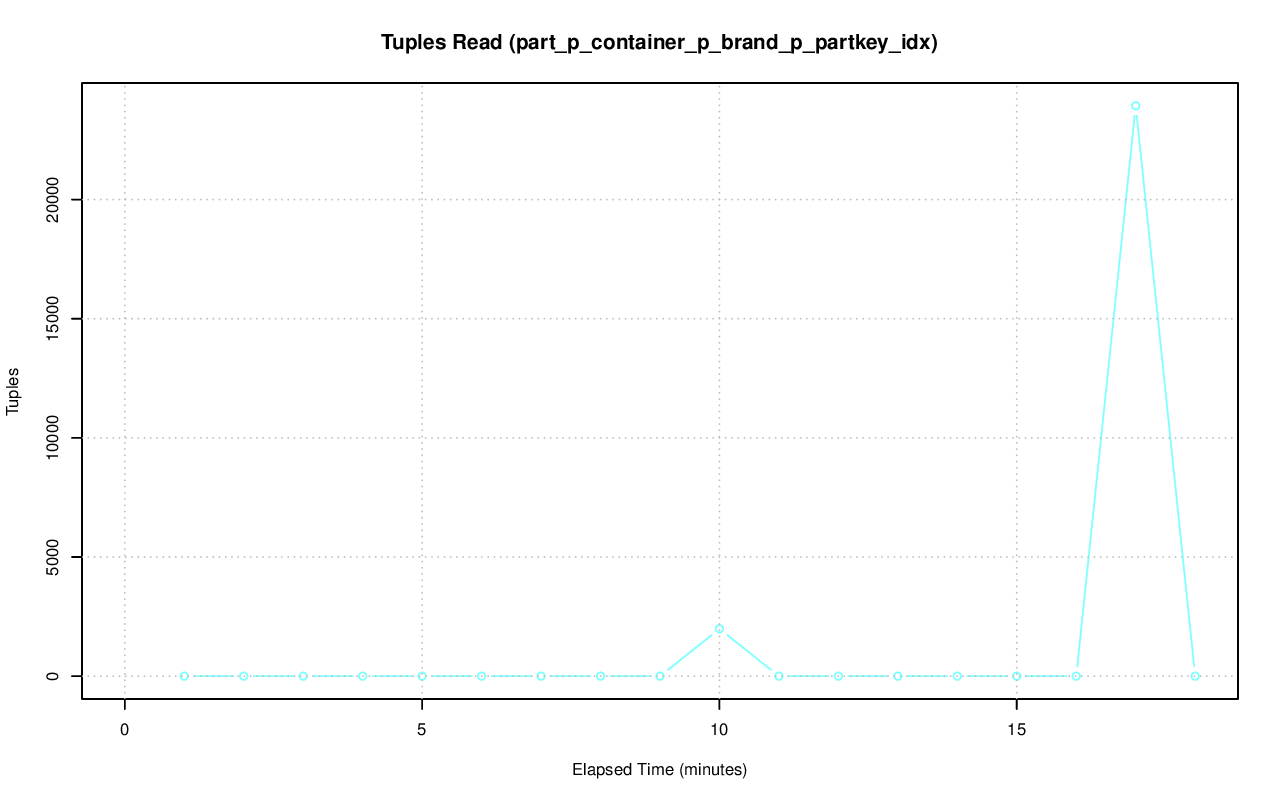 Tuples Read (part_p_container_p_brand_p_partkey_idx)
Tuples
20000
15000
10000
5000
0
0 5 10 15
Elapsed Time (minutes)